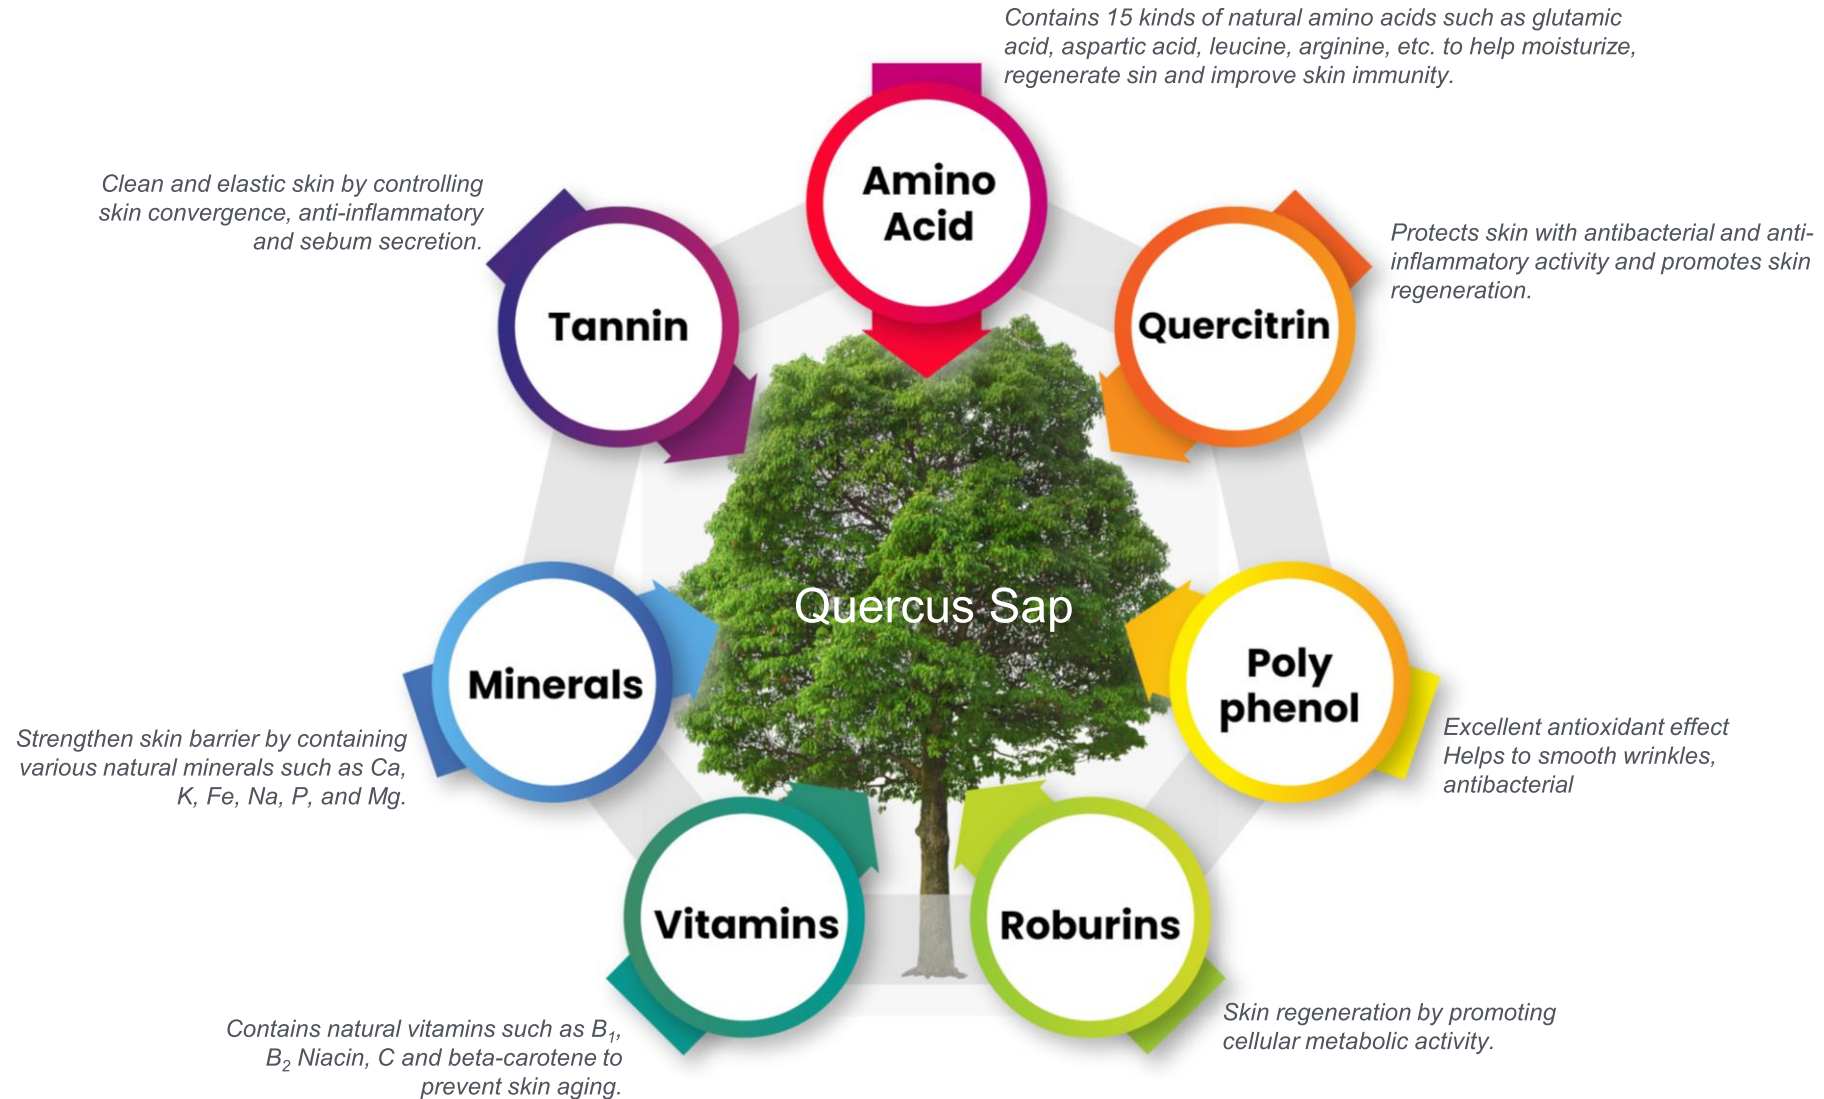 Contains 15 kinds of natural amino acids such as glutamic
acid, aspartic acid, leucine, arginine, etc. to help moisturize,
regenerate sin and improve skin immunity.
Amino
Acid
Clean and elastic skin by controlling
skin convergence, anti-inflammatory
and sebum secretion.
Tannin
Quercitrin
Protects skin with antibacterial and anti-
inflammatory activity and promotes skin
regeneration.
Quercus Sap
Minerals
Strengthen skin barrier by containing
various natural minerals such as Ca,
K, Fe, Na, P, and Mg.
Poly
phenol
Excellent antioxidant effect
Helps to smooth wrinkles,
antibacterial
Vitamins
Contains natural vitamins such as B₁,
B₂ Niacin, C and beta-carotene to
prevent skin aging.
Roburins
Skin regeneration by promoting
cellular metabolic activity.